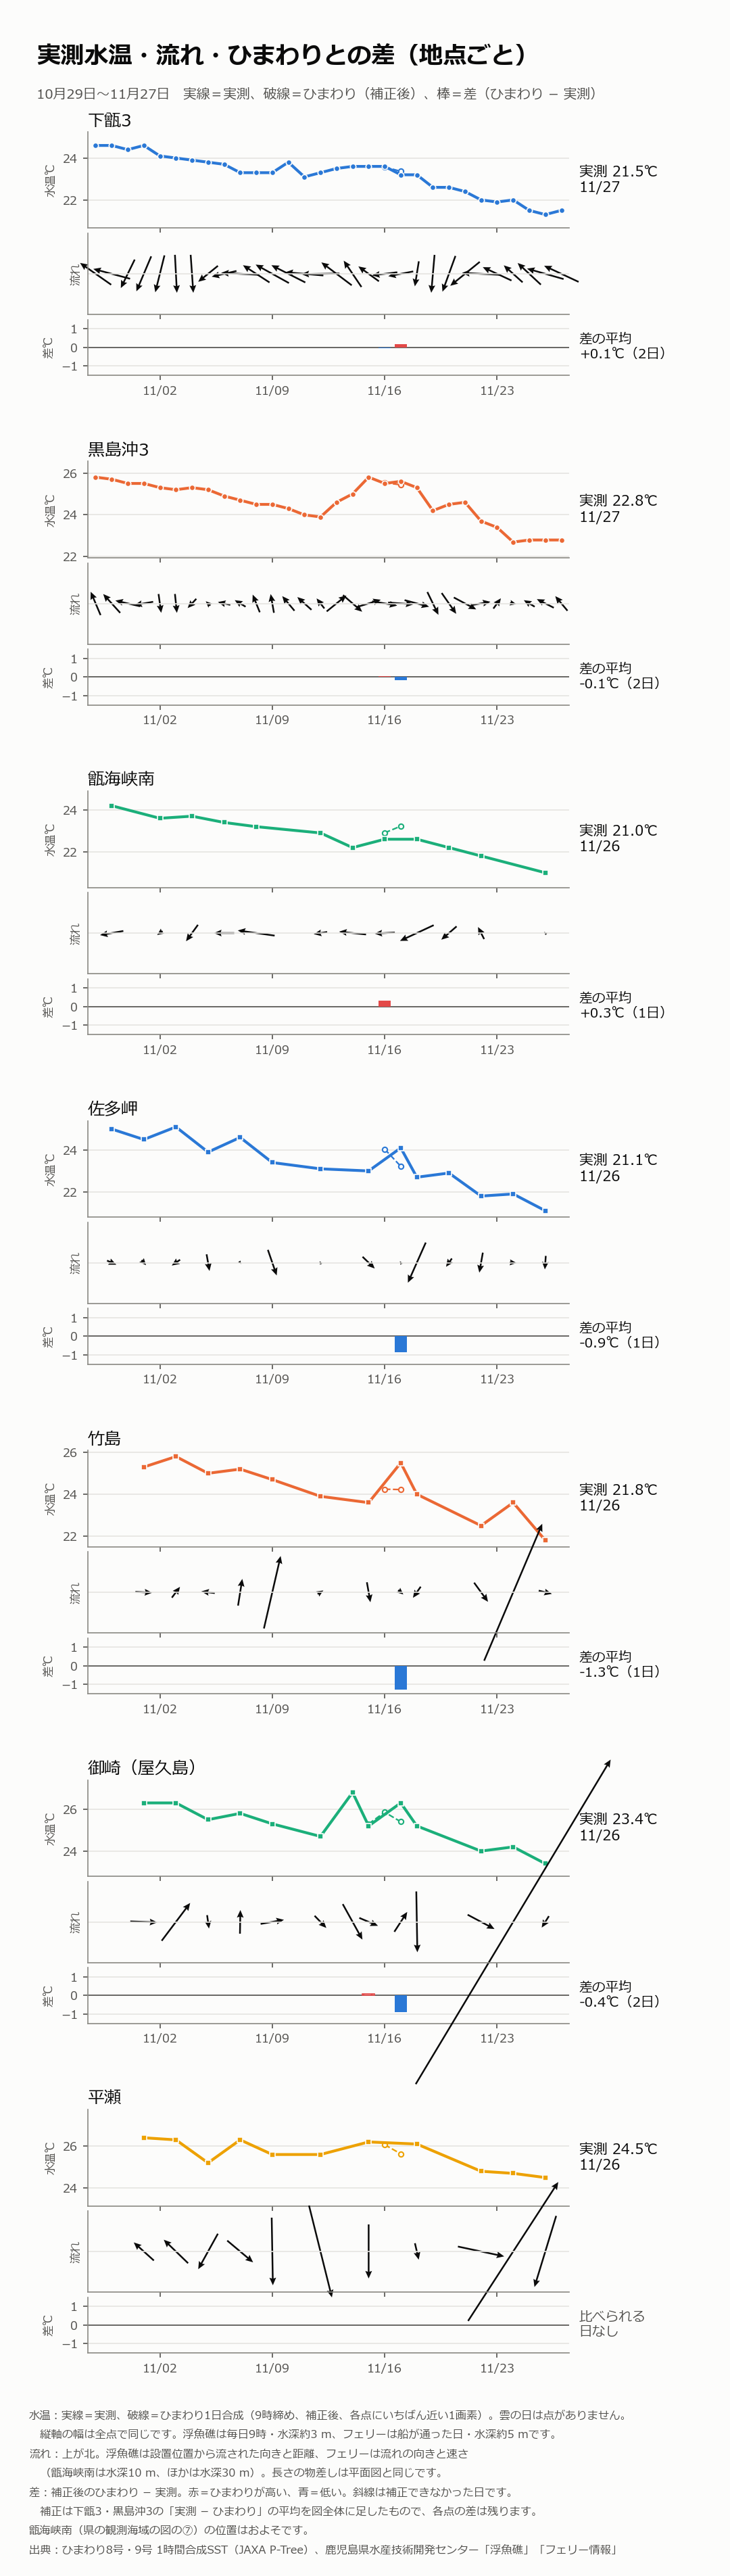 実測水温・流れ・ひまわりとの差（地点ごと）
10月29日～11月27日　実線＝実測、破線＝ひまわり（補正後）、棒＝差（ひまわり − 実測）
下甑3
24
22
水温℃
実測 21.5℃
11/27
流れ
1
0
−1
差℃
差の平均
+0.1℃（2日）
11/02 11/09 11/16 11/23
黒島沖3
26
24
22
水温℃
実測 22.8℃
11/27
流れ
1
0
−1
差℃
差の平均
-0.1℃（2日）
11/02 11/09 11/16 11/23
甑海峡南
24
22
水温℃
実測 21.0℃
11/26
流れ
1
0
−1
差℃
差の平均
+0.3℃（1日）
11/02 11/09 11/16 11/23
佐多岬
24
22
水温℃
実測 21.1℃
11/26
流れ
1
0
−1
差℃
差の平均
-0.9℃（1日）
11/02 11/09 11/16 11/23
竹島
26
24
22
水温℃
実測 21.8℃
11/26
流れ
1
0
−1
差℃
差の平均
-1.3℃（1日）
11/02 11/09 11/16 11/23
御崎（屋久島）
26
24
水温℃
実測 23.4℃
11/26
流れ
1
0
−1
差℃
差の平均
-0.4℃（2日）
11/02 11/09 11/16 11/23
平瀬
26
24
水温℃
実測 24.5℃
11/26
流れ
1
0
−1
差℃
比べられる
日なし
11/02 11/09 11/16 11/23
水温：実線＝実測、破線＝ひまわり1日合成（9時締め、補正後、各点にいちばん近い1画素）。雲の日は点がありません。
縦軸の幅は全点で同じです。浮魚礁は毎日9時・水深約3 m、フェリーは船が通った日・水深約5 mです。
流れ：上が北。浮魚礁は設置位置から流された向きと距離、フェリーは流れの向きと速さ
（甑海峡南は水深10 m、ほかは水深30 m）。長さの物差しは平面図と同じです。
差：補正後のひまわり − 実測。赤＝ひまわりが高い、青＝低い。斜線は補正できなかった日です。
補正は下甑3・黒島沖3の「実測 − ひまわり」の平均を図全体に足したもので、各点の差は残ります。
甑海峡南（県の観測海域の図の⑦）の位置はおよそです。
出典：ひまわり8号・9号 1時間合成SST（JAXA P-Tree）、鹿児島県水産技術開発センター「浮魚礁」「フェリー情報」